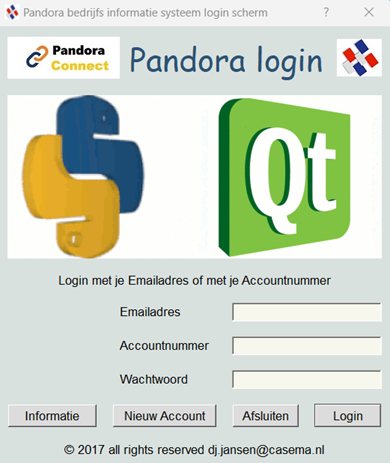 Pandora bedrijfs informatie systeem login scherm
Pandora
Connect
Pandora login
Qt
Login met je Emailadres of met je Accountnummer
Emailadres
Accountnummer
Wachtwoord
Informatie Nieuw Account Afsluiten Login
© 2017 all rights reserved dj.jansen@casema.nl